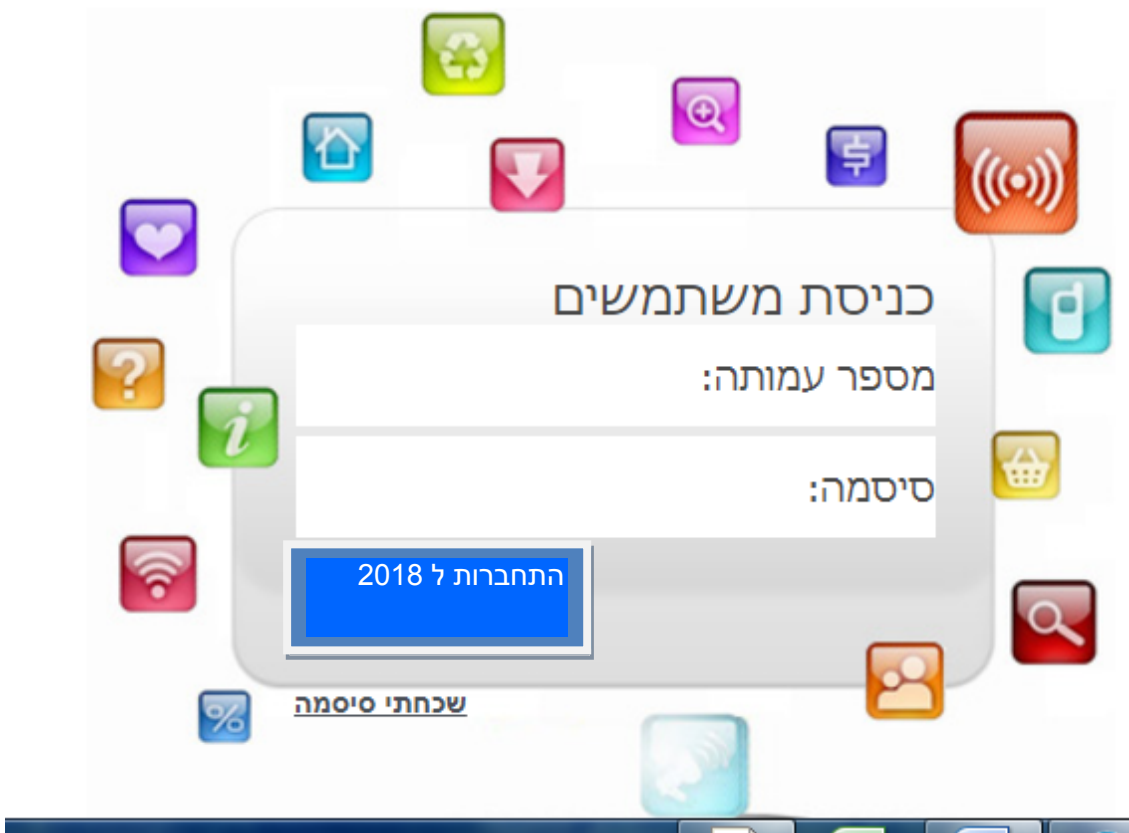 כניסת משתמשים
מספר עמותה:
סיסמה:
התחברות ל 2018
שכחתי סיסמה